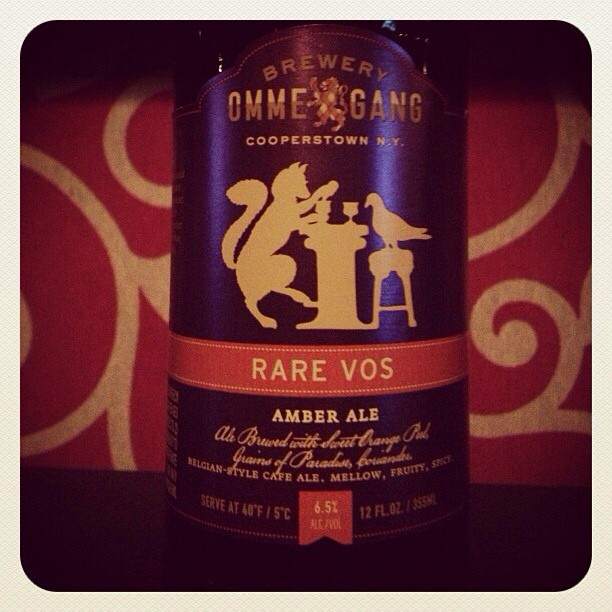 BREWERY
OMMEGANG
COOPERSTOWN N.Y.
RARE VOS
AMBER ALE
Ale Brewed with Sweet Orange Peel,
Grains of Paradise, Coriander.
BELGIAN-STYLE CAFE ALE. MELLOW, FRUITY, SPICY.
SERVE AT 40°F / 5°C
6.5%
ALC./VOL
12 FL.OZ. / 355ML